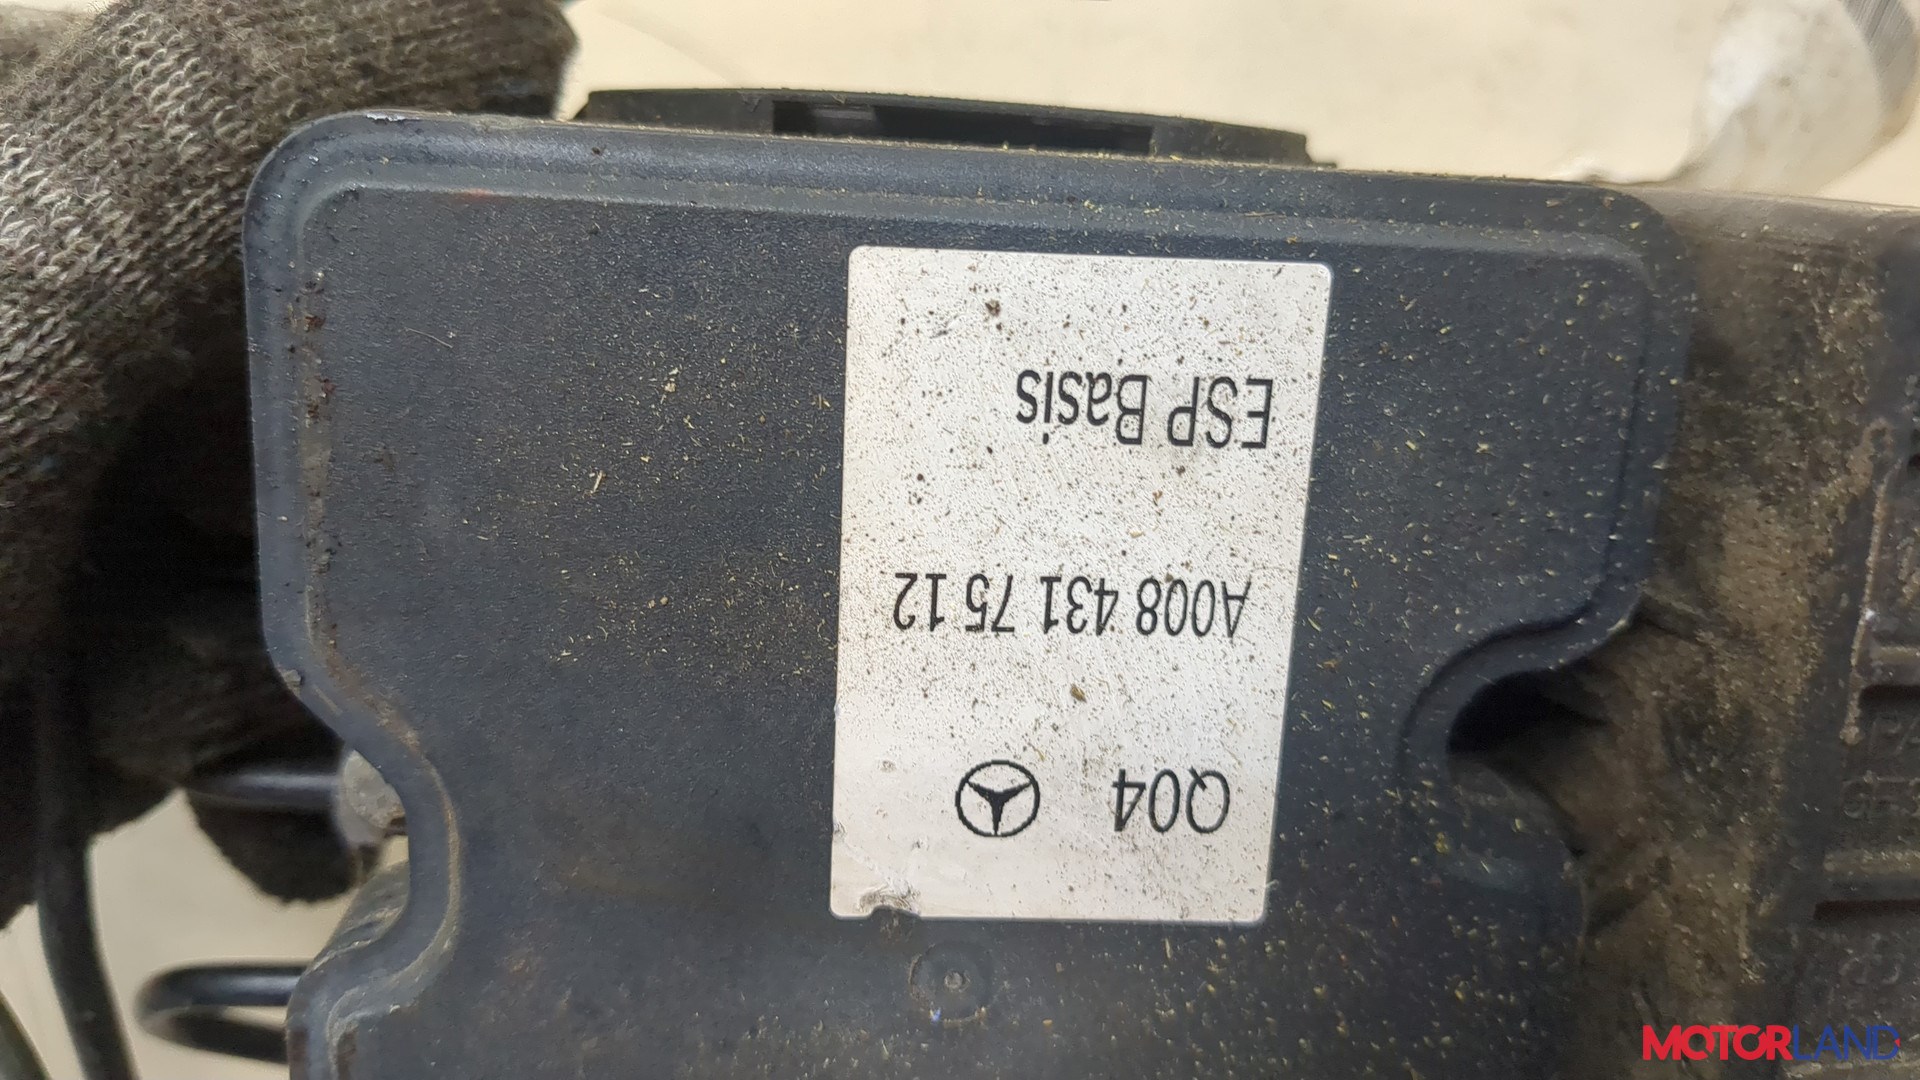 Q04
A008 431 75 12
ESP Basis
MOTORLAND